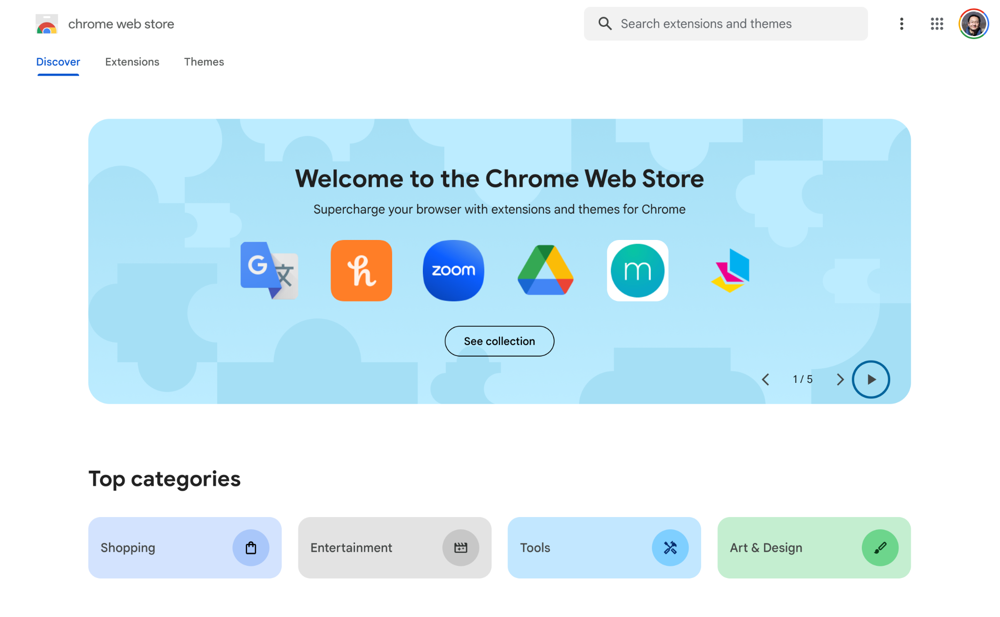 chrome web store
Search extensions and themes
Discover
Extensions
Themes
Welcome to the Chrome Web Store
Supercharge your browser with extensions and themes for Chrome
G 文
h
zoom
m
See collection
1 / 5
Top categories
Shopping
Entertainment
Tools
Art & Design